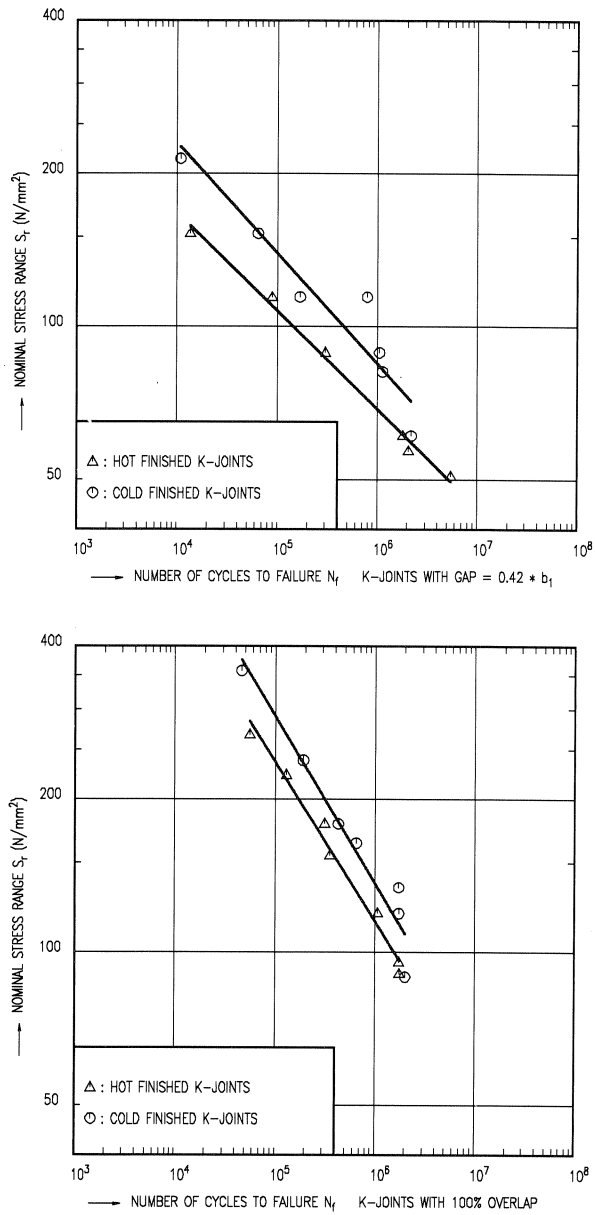 400
200
100
50
NOMINAL STRESS RANGE Sr (N/mm²)
△ : HOT FINISHED K-JOINTS
○ : COLD FINISHED K-JOINTS
10³ 10⁴ 10⁵ 10⁶ 10⁷ 10⁸
NUMBER OF CYCLES TO FAILURE Nf K-JOINTS WITH GAP = 0.42 * b1
400
200
100
50
NOMINAL STRESS RANGE Sr (N/mm²)
△ : HOT FINISHED K-JOINTS
○ : COLD FINISHED K-JOINTS
10³ 10⁴ 10⁵ 10⁶ 10⁷ 10⁸
NUMBER OF CYCLES TO FAILURE Nf K-JOINTS WITH 100% OVERLAP